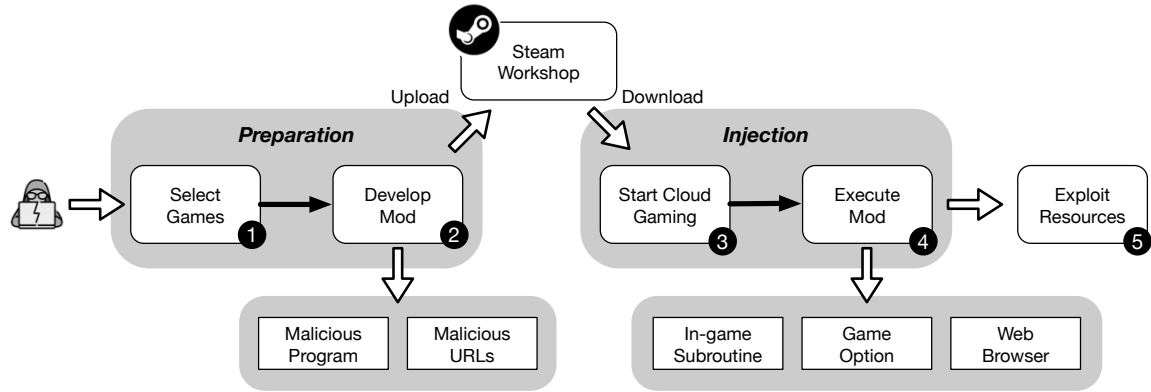 Steam
Workshop
Upload
Download
Preparation
Injection
Select
Games
1
Develop
Mod
2
Start Cloud
Gaming
3
Execute
Mod
4
Exploit
Resources
5
Malicious
Program
Malicious
URLs
In-game
Subroutine
Game
Option
Web
Browser